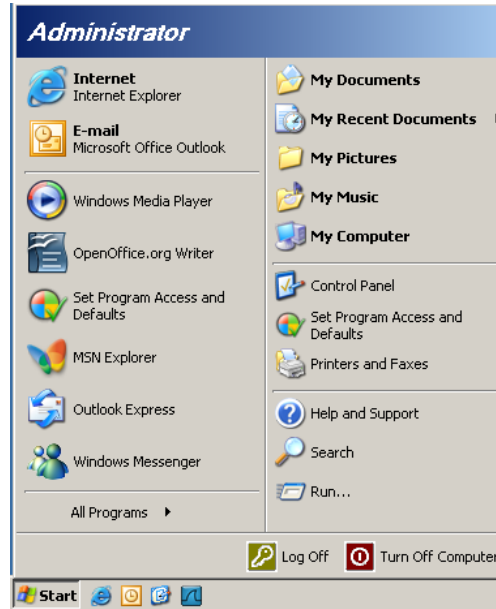 Administrator
Internet
Internet Explorer
E-mail
Microsoft Office Outlook
Windows Media Player
OpenOffice.org Writer
Set Program Access and
Defaults
MSN Explorer
Outlook Express
Windows Messenger
All Programs
My Documents
My Recent Documents
My Pictures
My Music
My Computer
Control Panel
Set Program Access and
Defaults
Printers and Faxes
Help and Support
Search
Run...
Log Off
Turn Off Computer
Start